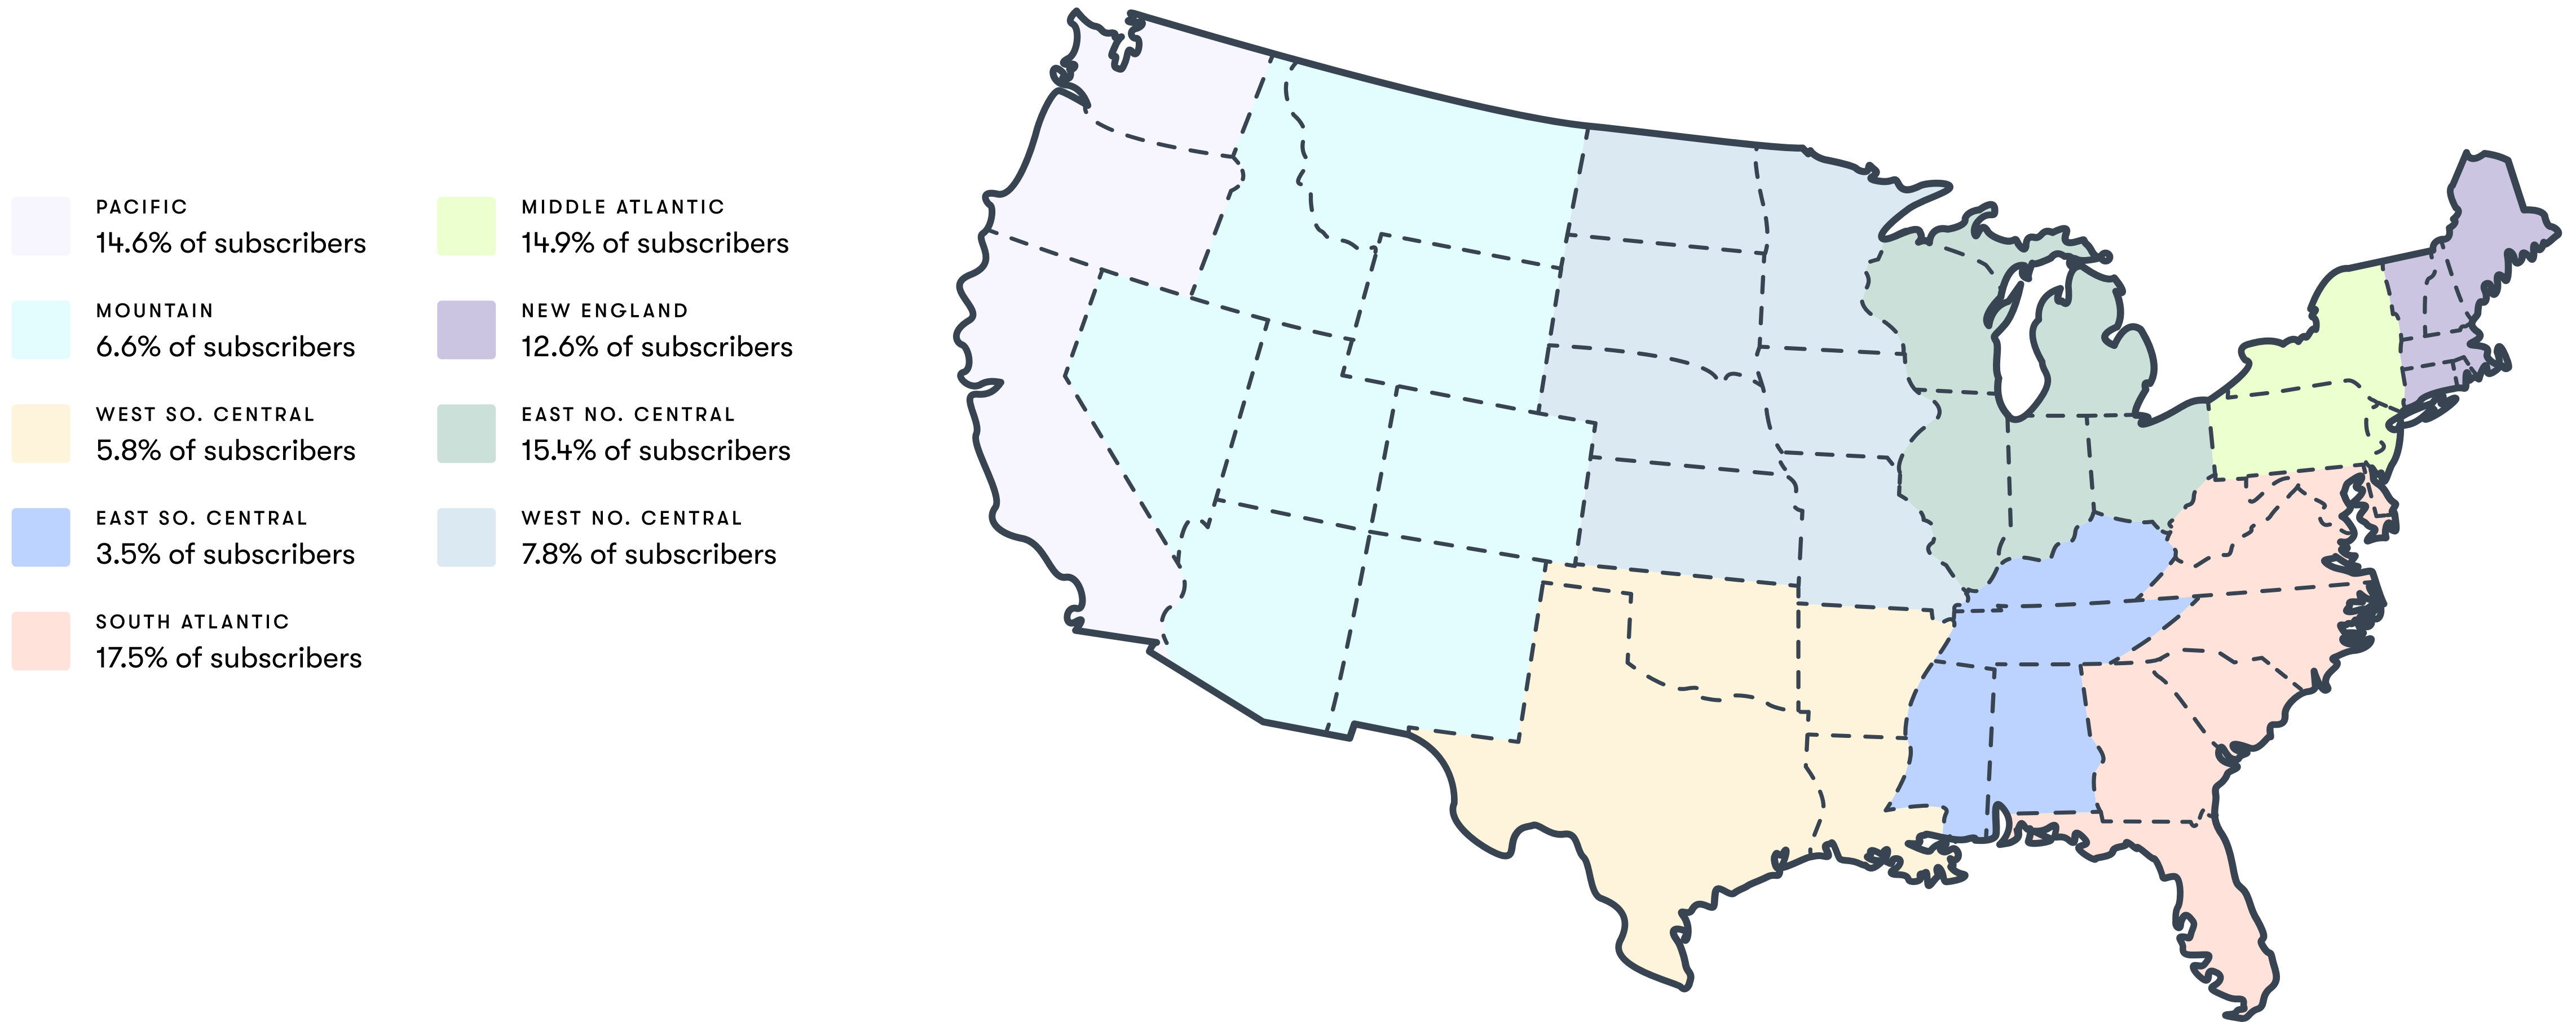 PACIFIC
14.6% of subscribers
MOUNTAIN
6.6% of subscribers
WEST SO. CENTRAL
5.8% of subscribers
EAST SO. CENTRAL
3.5% of subscribers
SOUTH ATLANTIC
17.5% of subscribers
MIDDLE ATLANTIC
14.9% of subscribers
NEW ENGLAND
12.6% of subscribers
EAST NO. CENTRAL
15.4% of subscribers
WEST NO. CENTRAL
7.8% of subscribers